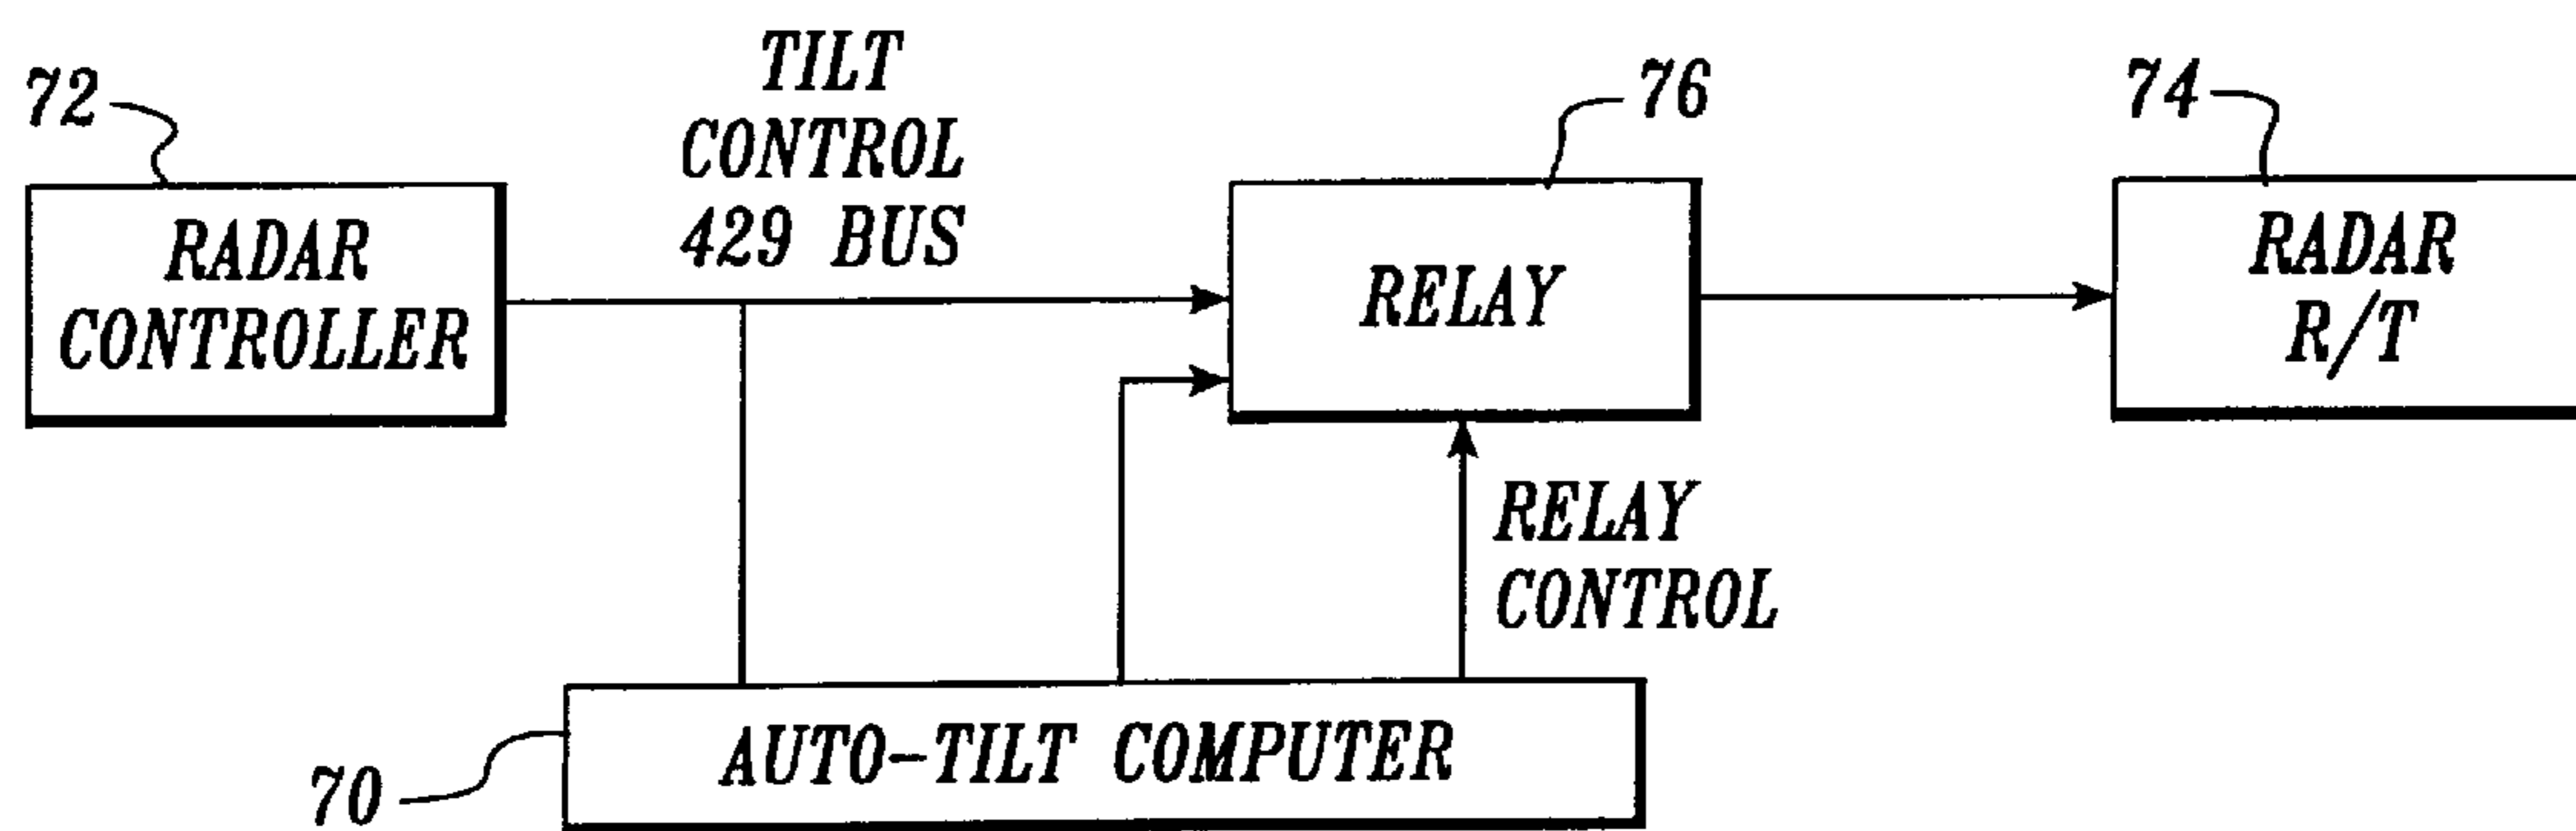 72
TILT
CONTROL
429 BUS
76
74
RADAR
CONTROLLER
RELAY
RADAR
R/T
RELAY
CONTROL
AUTO-TILT COMPUTER
70